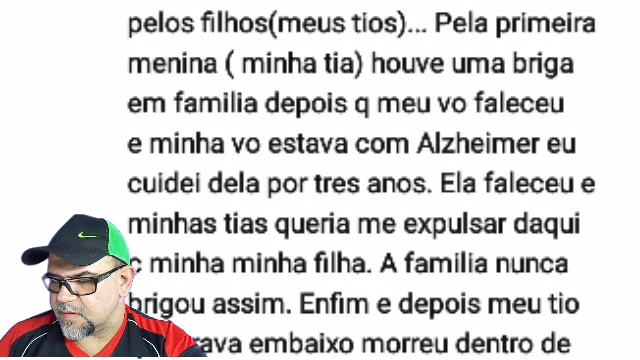 pelos filhos(meus tios)... Pela primeira
menina ( minha tia) houve uma briga
em familia depois q meu vo faleceu
e minha vo estava com Alzheimer eu
cuidei dela por tres anos. Ela faleceu e
minhas tias queria me expulsar daqui
minha minha filha. A familia nunca
brigou assim. Enfim e depois meu tio
embaixo morreu dentro de